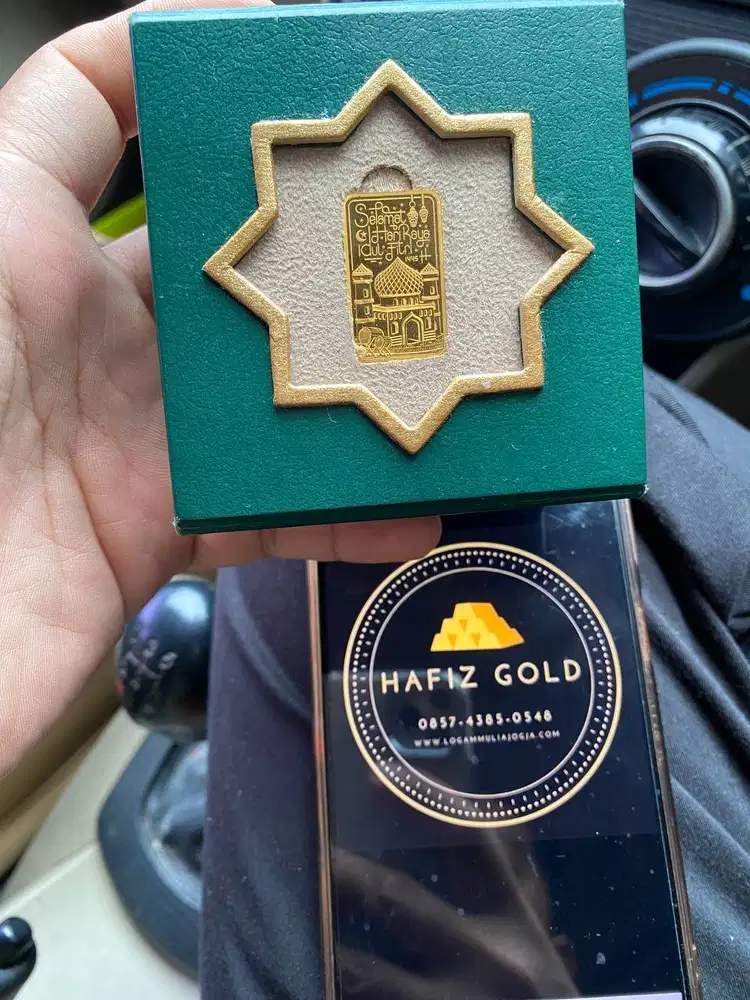 Selamat
Hari Raya
Idul Fitri
1445 H
HAFIZ GOLD
0857-4385-0548
WWW.LOGAMMULIAJOGJA.COM